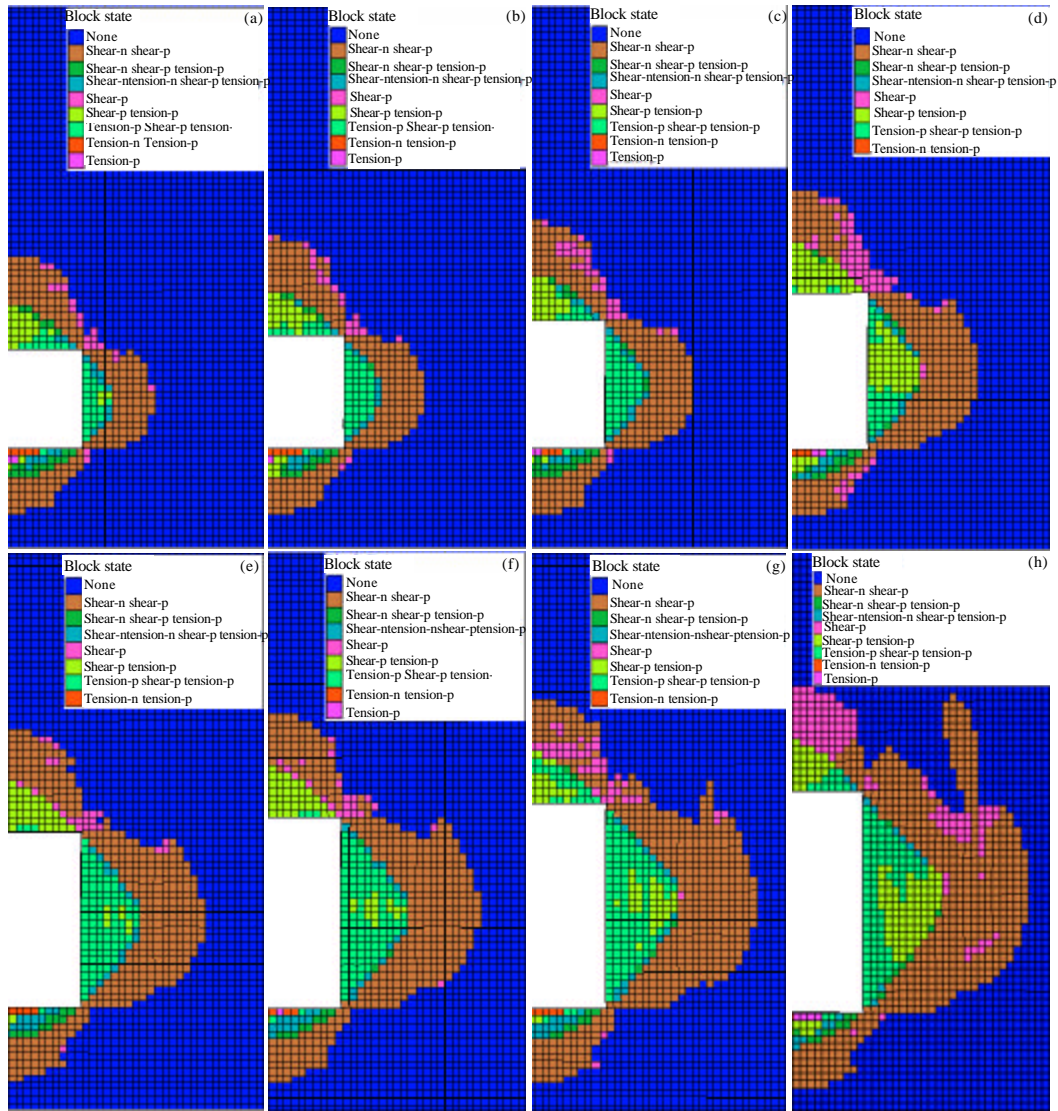 Block state (a)
None
Shear-n shear-p
Shear-n shear-p tension-p
Shear-ntension-n shear-p tension-p
Shear-p
Shear-p tension-p
Tension-p Shear-p tension-
Tension-n Tension-p
Tension-p
Block state (b)
None
Shear-n shear-p
Shear-n shear-p tension-p
Shear-ntension-n shear-p tension-p
Shear-p
Shear-p tension-p
Tension-p Shear-p tension-
Tension-n tension-p
Tension-p
Block state (c)
None
Shear-n shear-p
Shear-n shear-p tension-p
Shear-ntension-n shear-p tension-p
Shear-p
Shear-p tension-p
Tension-p shear-p tension-p
Tension-n tension-p
Tension-p
Block state (d)
None
Shear-n shear-p
Shear-n shear-p tension-p
Shear-ntension-n shear-p tension-p
Shear-p
Shear-p tension-p
Tension-p shear-p tension-p
Tension-n tension-p
Block state (e)
None
Shear-n shear-p
Shear-n shear-p tension-p
Shear-ntension-n shear-p tension-p
Shear-p
Shear-p tension-p
Tension-p shear-p tension-p
Tension-n tension-p
Block state (f)
None
Shear-n shear-p
Shear-n shear-p tension-p
Shear-ntension-nshear-ptension-p
Shear-p
Shear-p tension-p
Tension-p Shear-p tension-
Tension-n tension-p
Tension-p
Block state (g)
None
Shear-n shear-p
Shear-n shear-p tension-p
Shear-ntension-nshear-ptension-p
Shear-p
Shear-p tension-p
Tension-p shear-p tension-p
Tension-n tension-p
Block state (h)
None
Shear-n shear-p
Shear-n shear-p tension-p
Shear-ntension-n shear-p tension-p
Shear-p
Shear-p tension-p
Tension-p shear-p tension-p
Tension-n tension-p
Tension-p